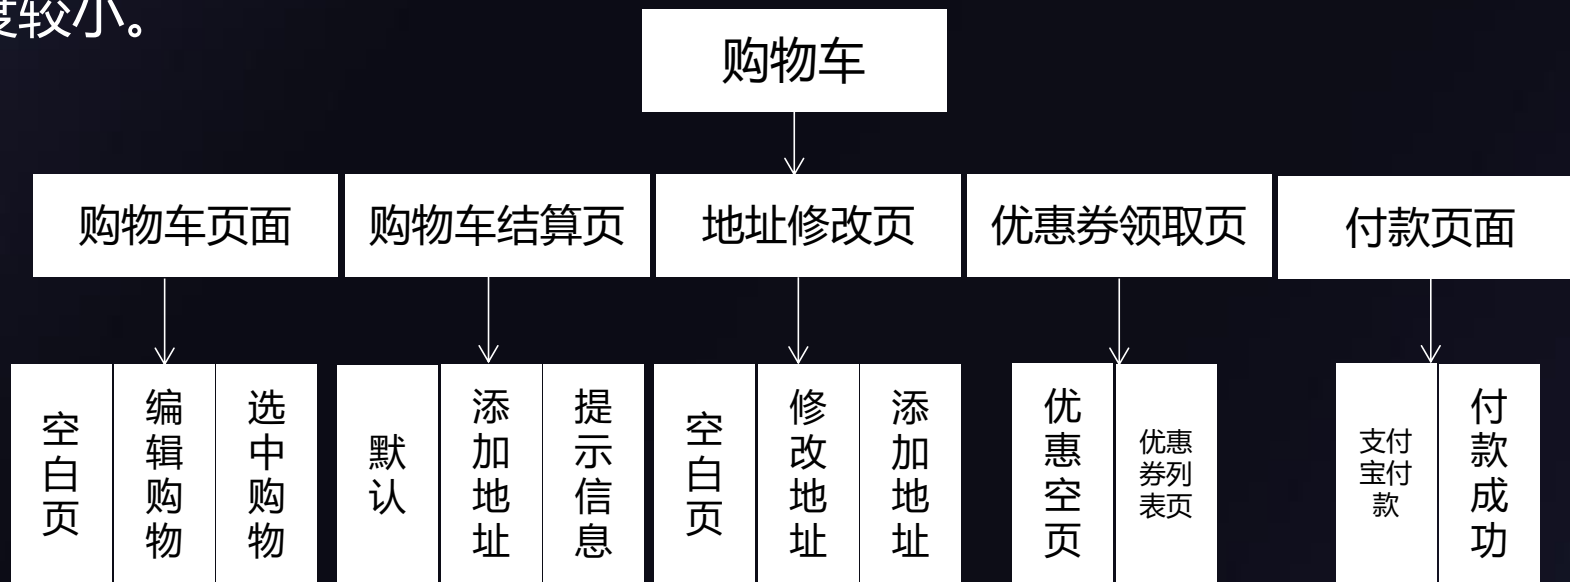 度较小。
购物车
购物车页面
购物车结算页
地址修改页
优惠券领取页
付款页面
空白页
编辑购物
选中购物
默认
添加地址
提示信息
空白页
修改地址
添加地址
优惠空页
优惠
券列
表页
支付
宝付
款
付款成功